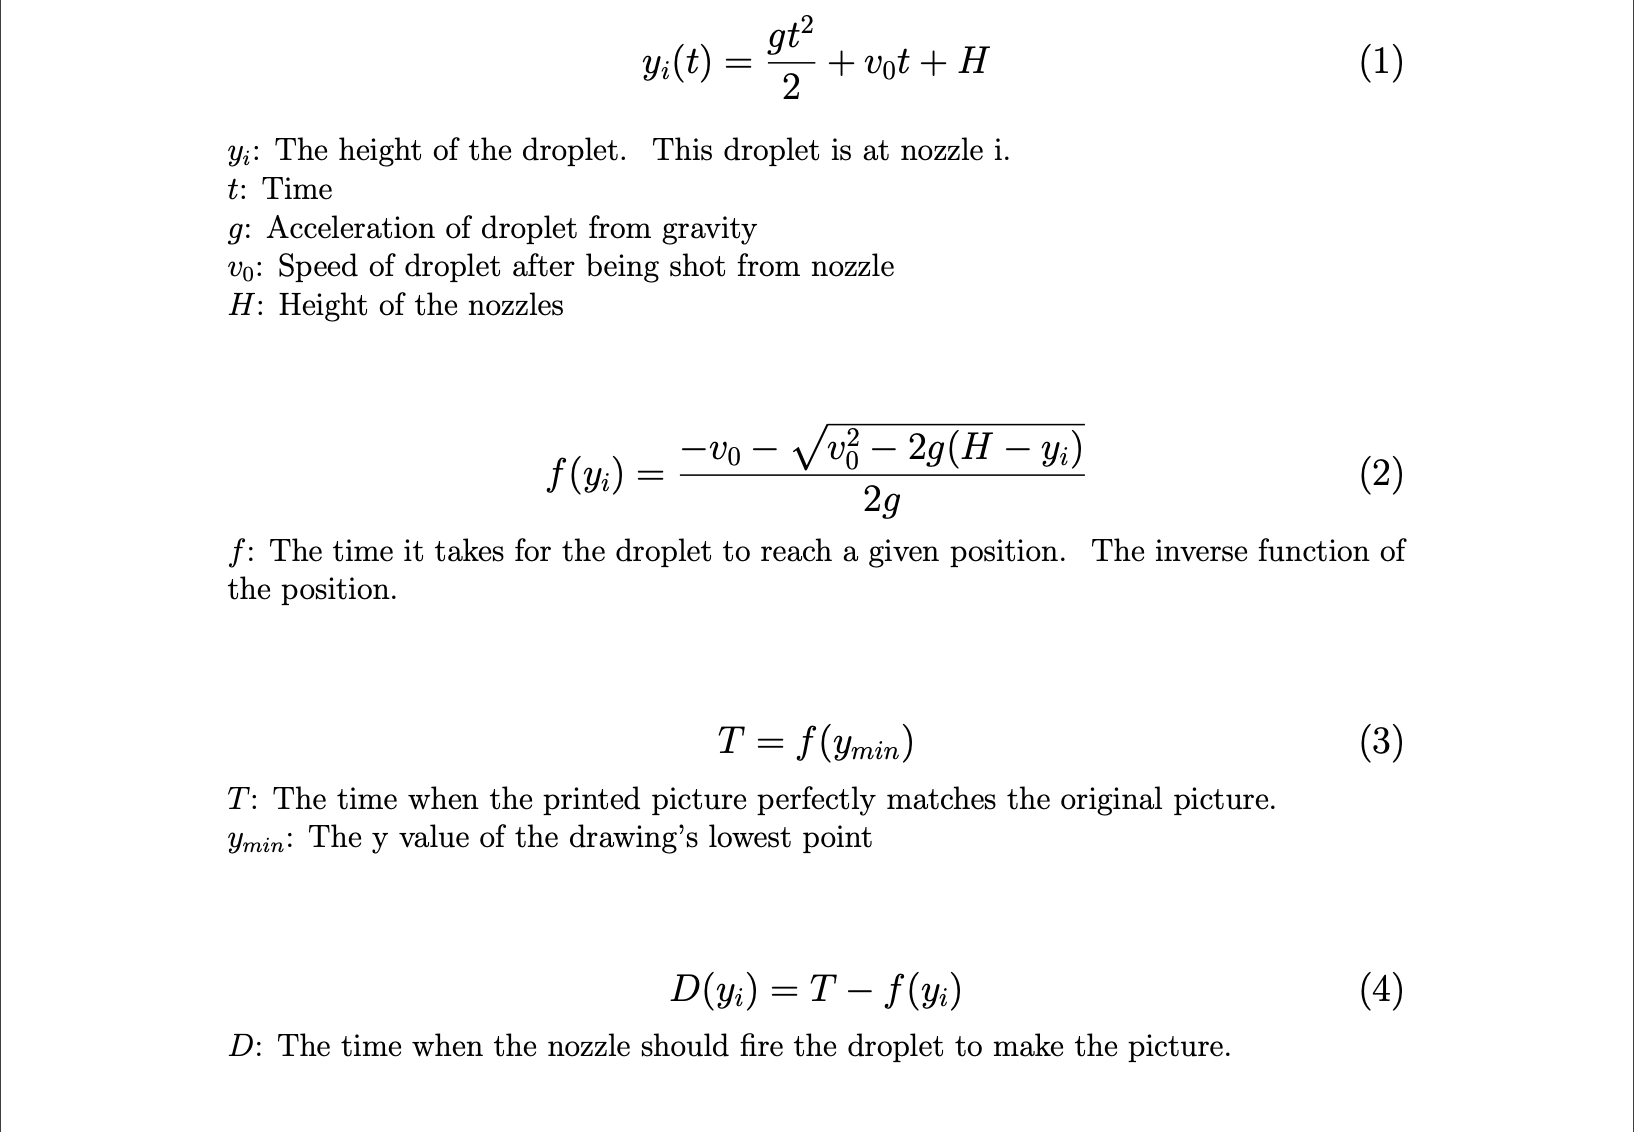 y_i(t) = \frac{gt^2}{2} + v_0t + H (1)
y_i: The height of the droplet. This droplet is at nozzle i.
t: Time
g: Acceleration of droplet from gravity
v_0: Speed of droplet after being shot from nozzle
H: Height of the nozzles
f(y_i) = \frac{-v_0 - \sqrt{v_0^2 - 2g(H - y_i)}}{2g} (2)
f: The time it takes for the droplet to reach a given position. The inverse function of
the position.
T = f(y_{min}) (3)
T: The time when the printed picture perfectly matches the original picture.
y_{min}: The y value of the drawing's lowest point
D(y_i) = T - f(y_i) (4)
D: The time when the nozzle should fire the droplet to make the picture.